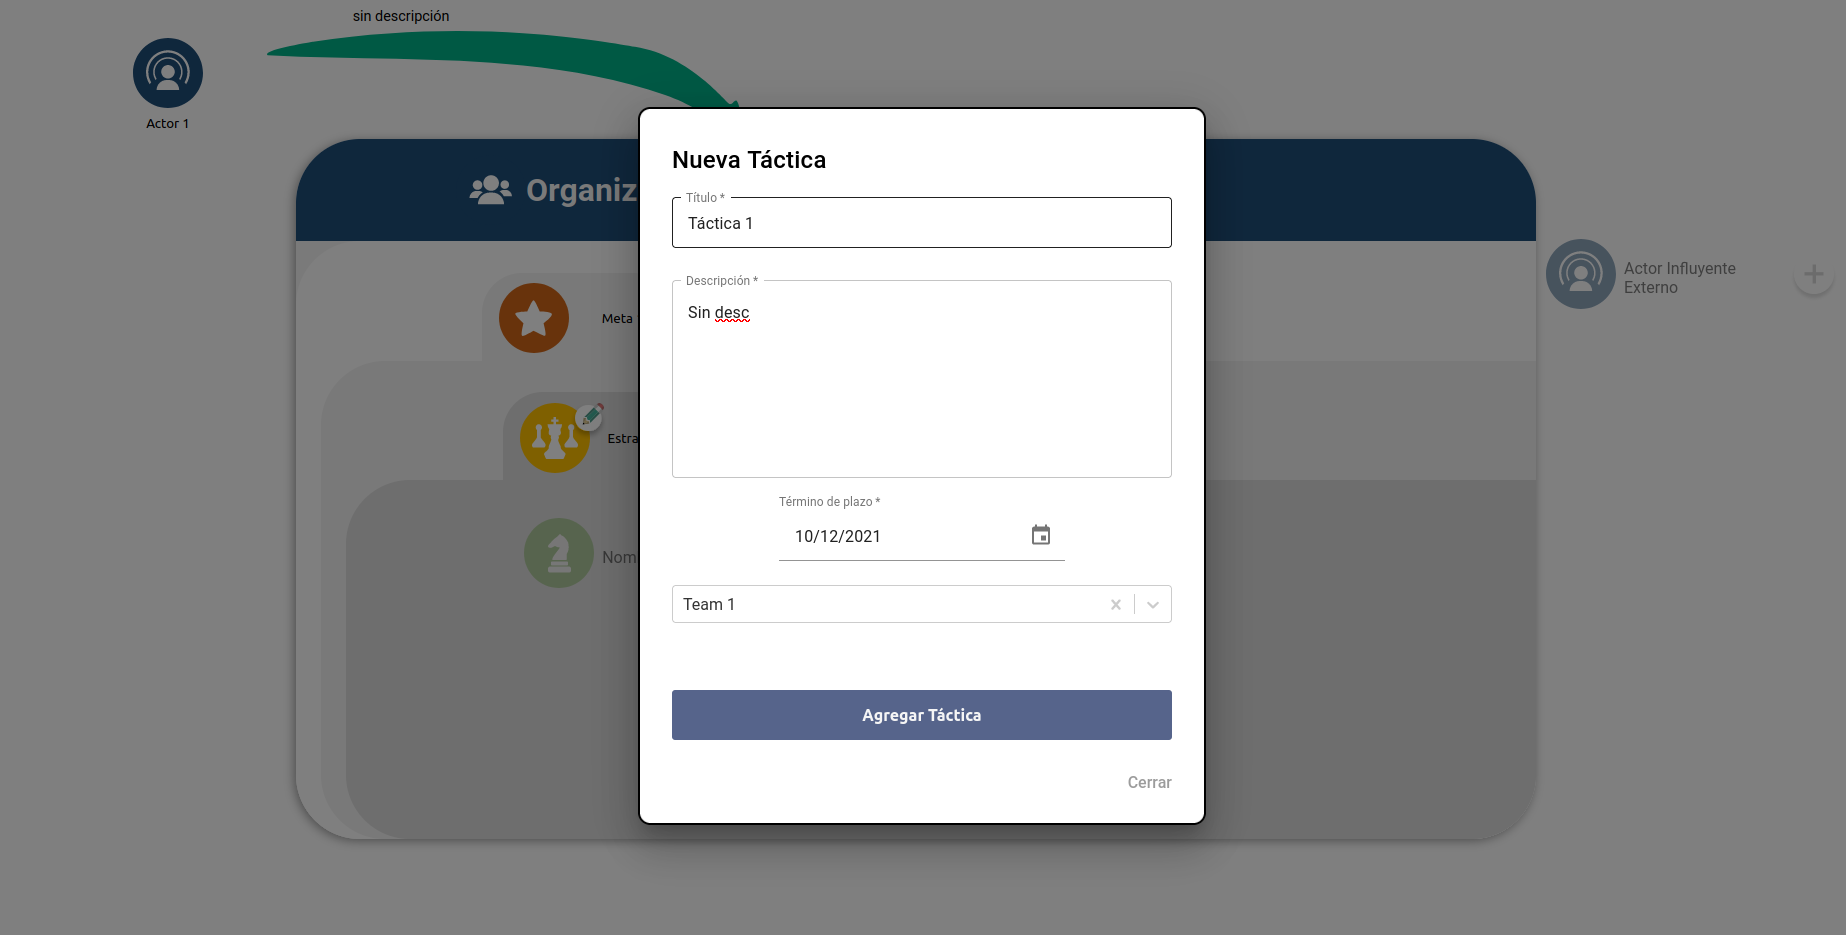 sin descripción
Actor 1
Nueva Táctica
Título *
Táctica 1
Organiz
Actor Influyente
Externo
Descripción *
Sin desc
Meta
Estra
Término de plazo *
10/12/2021
Nom
Team 1
Agregar Táctica
Cerrar